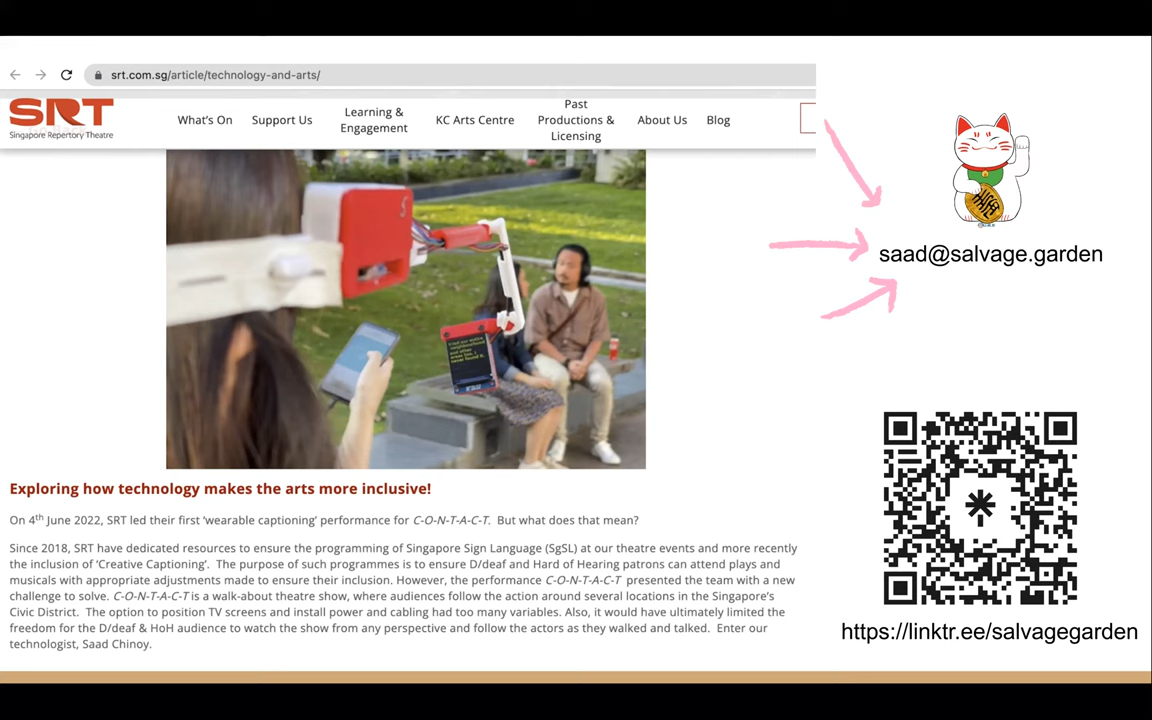 srt.com.sg/article/technology-and-arts/
SRT
Singapore Repertory Theatre
What's On
Support Us
Learning &
Engagement
KC Arts Centre
Past
Productions &
Licensing
About Us
Blog
Exploring how technology makes the arts more inclusive!
On 4th June 2022, SRT led their first 'wearable captioning' performance for C-O-N-T-A-C-T. But what does that mean?
Since 2018, SRT have dedicated resources to ensure the programming of Singapore Sign Language (SgSL) at our theatre events and more recently
the inclusion of 'Creative Captioning'. The purpose of such programmes is to ensure D/deaf and Hard of Hearing patrons can attend plays and
musicals with appropriate adjustments made to ensure their inclusion. However, the performance C-O-N-T-A-C-T presented the team with a new
challenge to solve. C-O-N-T-A-C-T is a walk-about theatre show, where audiences follow the action around several locations in the Singapore's
Civic District. The option to position TV screens and install power and cabling had too many variables. Also, it would have ultimately limited the
freedom for the D/deaf & HoH audience to watch the show from any perspective and follow the actors as they walked and talked. Enter our
technologist, Saad Chinoy.
saad@salvage.garden
https://linktr.ee/salvagegarden